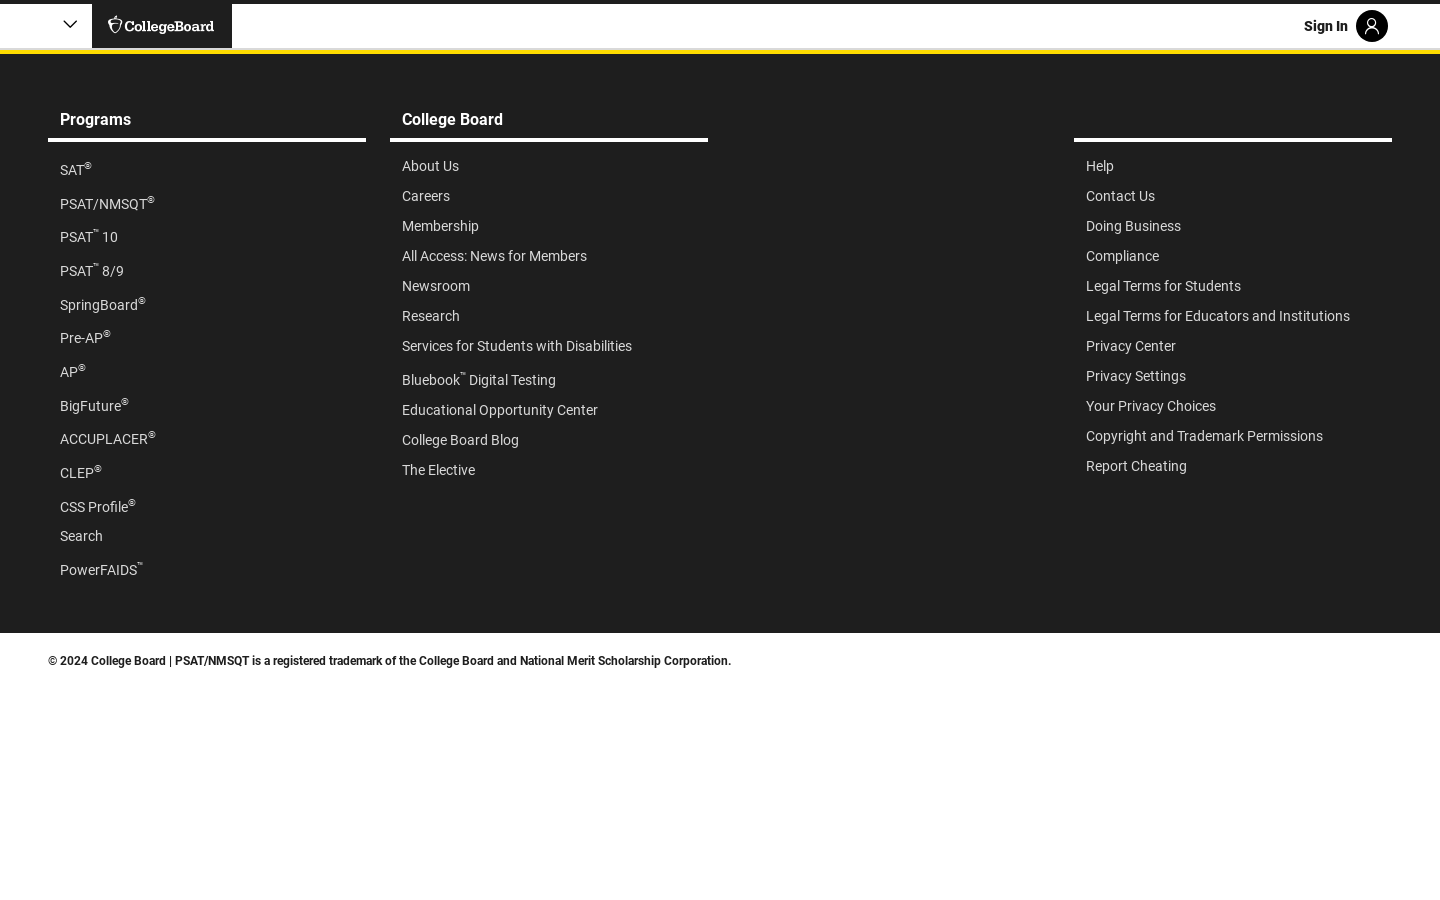 CollegeBoard
Sign In
Programs
SAT®
PSAT/NMSQT®
PSAT™ 10
PSAT™ 8/9
SpringBoard®
Pre-AP®
AP®
BigFuture®
ACCUPLACER®
CLEP®
CSS Profile®
Search
PowerFAIDS™
College Board
About Us
Careers
Membership
All Access: News for Members
Newsroom
Research
Services for Students with Disabilities
Bluebook™ Digital Testing
Educational Opportunity Center
College Board Blog
The Elective
Help
Contact Us
Doing Business
Compliance
Legal Terms for Students
Legal Terms for Educators and Institutions
Privacy Center
Privacy Settings
Your Privacy Choices
Copyright and Trademark Permissions
Report Cheating
© 2024 College Board | PSAT/NMSQT is a registered trademark of the College Board and National Merit Scholarship Corporation.